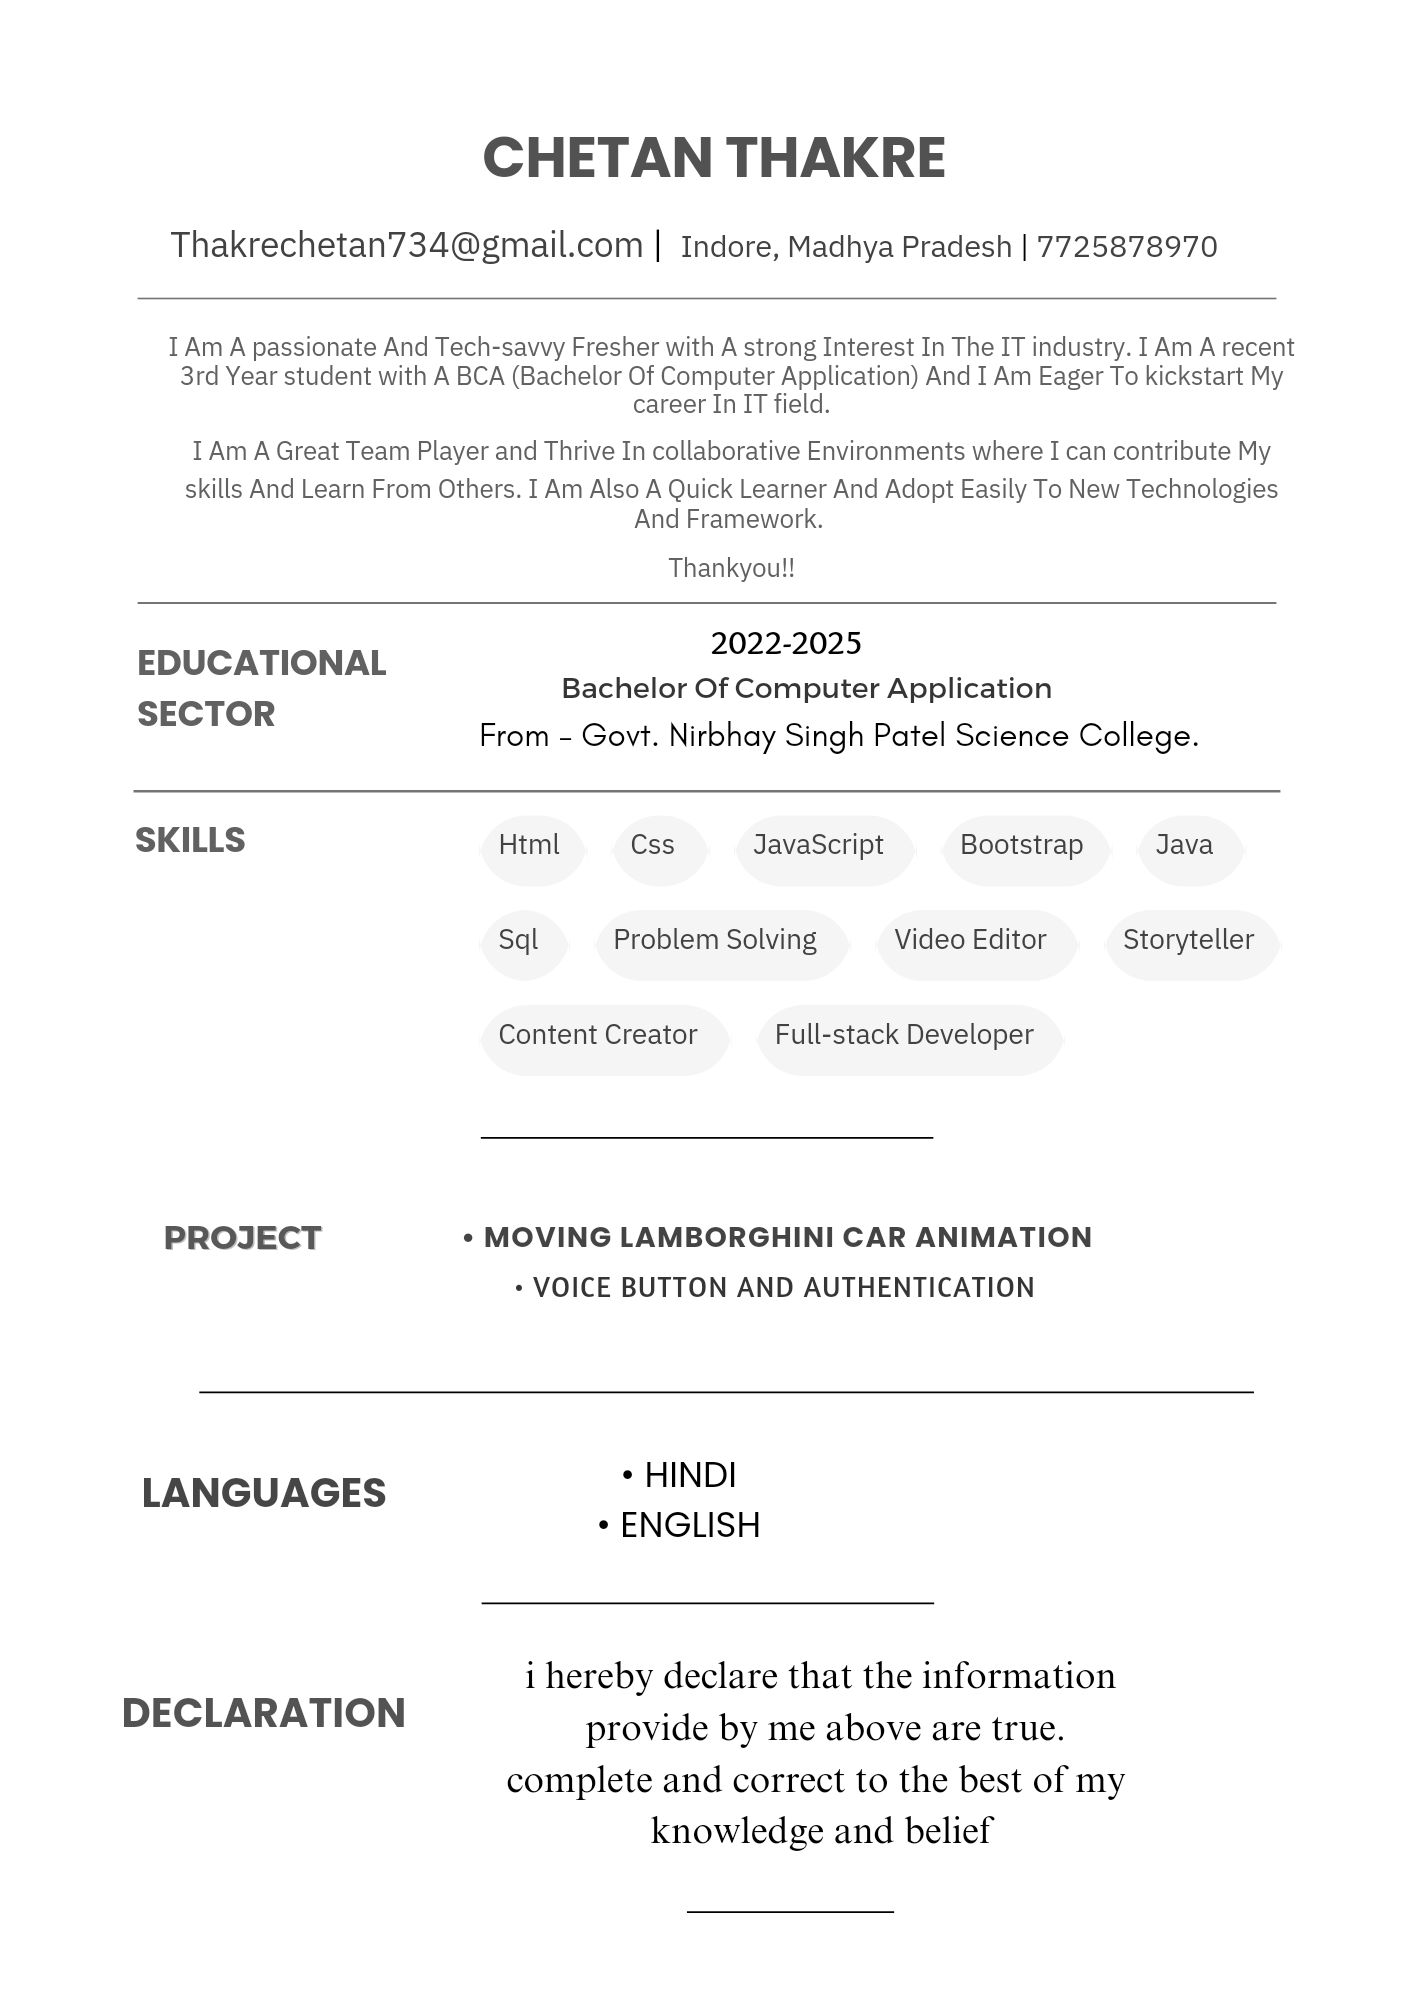 CHETAN THAKRE
Thakrechetan734@gmail.com | Indore, Madhya Pradesh | 7725878970
I Am A passionate And Tech-savvy Fresher with A strong Interest In The IT industry. I Am A recent
3rd Year student with A BCA (Bachelor Of Computer Application) And I Am Eager To kickstart My
career In IT field.
I Am A Great Team Player and Thrive In collaborative Environments where I can contribute My
skills And Learn From Others. I Am Also A Quick Learner And Adopt Easily To New Technologies
And Framework.
Thankyou!!
EDUCATIONAL
SECTOR
2022-2025
Bachelor Of Computer Application
From - Govt. Nirbhay Singh Patel Science College.
SKILLS
Html Css JavaScript Bootstrap Java
Sql Problem Solving Video Editor Storyteller
Content Creator Full-stack Developer
PROJECT
• MOVING LAMBORGHINI CAR ANIMATION
• VOICE BUTTON AND AUTHENTICATION
LANGUAGES
• HINDI
• ENGLISH
DECLARATION
i hereby declare that the information
provide by me above are true.
complete and correct to the best of my
knowledge and belief